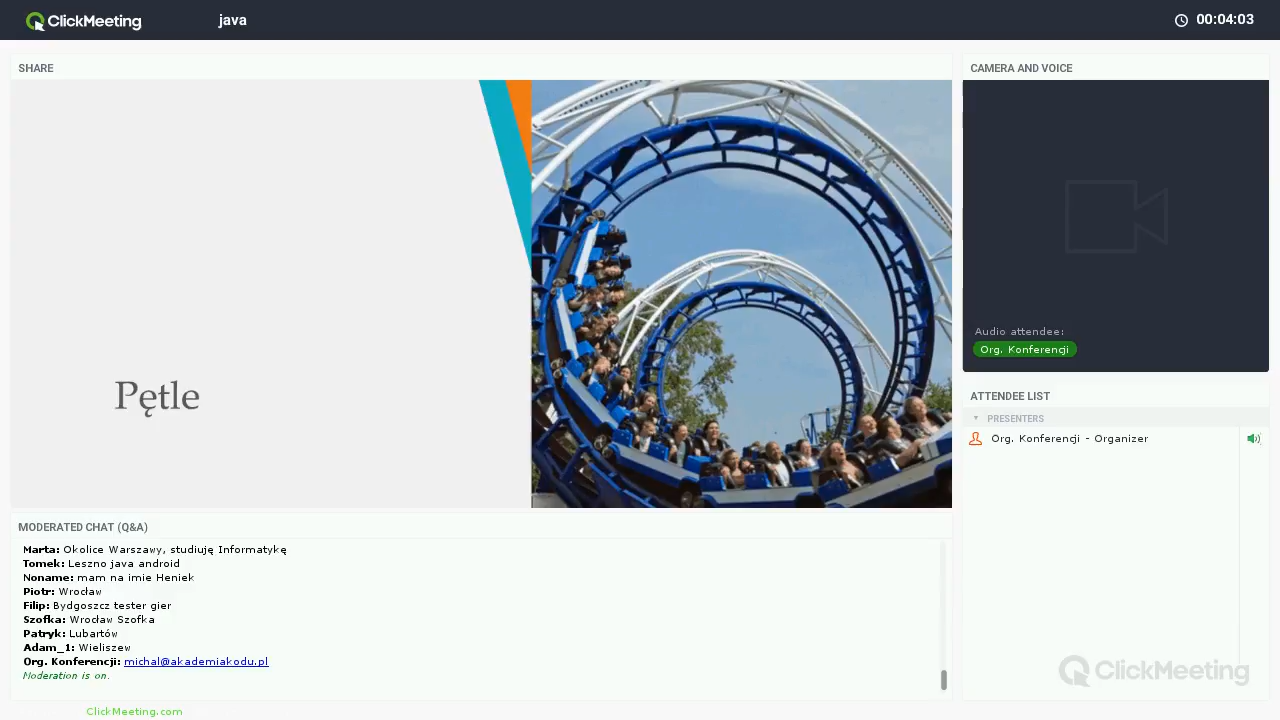 ClickMeeting java 00:04:03
SHARE
CAMERA AND VOICE
Pętle
Audio attendee:
Org. Konferencji
ATTENDEE LIST
PRESENTERS
Org. Konferencji - Organizer
MODERATED CHAT (Q&A)
Marta: Okolice Warszawy, studiuję Informatykę
Tomek: Leszno java android
Noname: mam na imie Heniek
Piotr: Wrocław
Filip: Bydgoszcz tester gier
Szofka: Wrocław Szofka
Patryk: Lubartów
Adam_1: Wieliszew
Org. Konferencji: michal@akademiakodu.pl
Moderation is on.
ClickMeeting
ClickMeeting.com